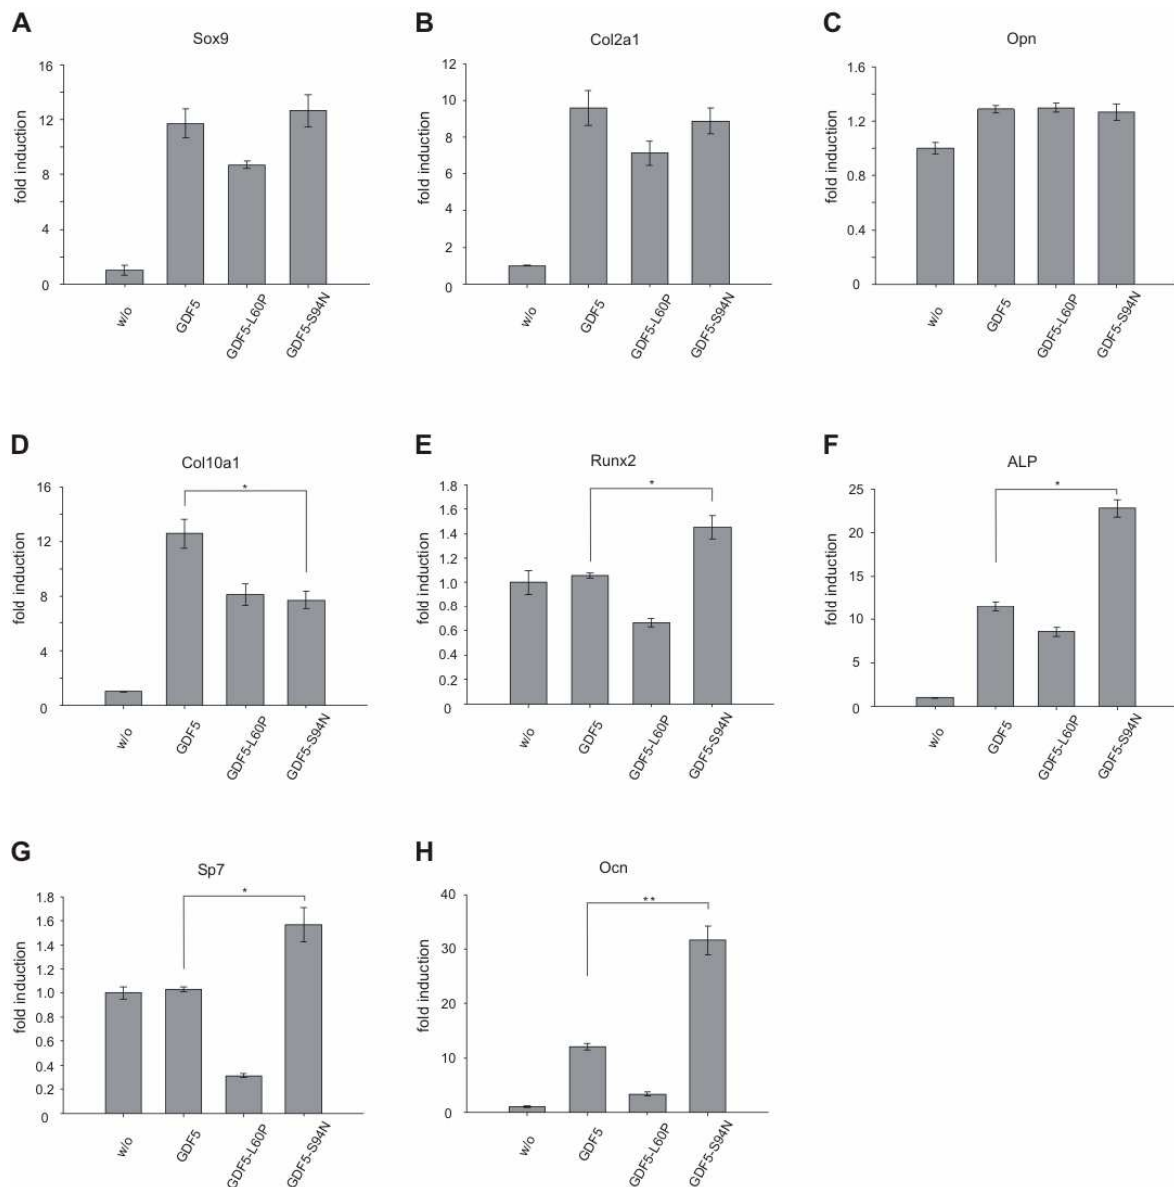 A
Sox9
fold induction
16
12
8
4
0
w/o
GDF5
GDF5-L60P
GDF5-S94N
B
Col2a1
fold induction
12
10
8
6
4
2
0
w/o
GDF5
GDF5-L60P
GDF5-S94N
C
Opn
fold induction
1.6
1.2
0.8
0.4
0
w/o
GDF5
GDF5-L60P
GDF5-S94N
D
Col10a1
fold induction
16
12
8
4
0
*
w/o
GDF5
GDF5-L60P
GDF5-S94N
E
Runx2
fold induction
1.8
1.6
1.4
1.2
1.0
0.8
0.6
0.4
0.2
0
*
w/o
GDF5
GDF5-L60P
GDF5-S94N
F
ALP
fold induction
25
20
15
10
5
0
*
w/o
GDF5
GDF5-L60P
GDF5-S94N
G
Sp7
fold induction
1.8
1.6
1.4
1.2
1.0
0.8
0.6
0.4
0.2
0
*
w/o
GDF5
GDF5-L60P
GDF5-S94N
H
Ocn
fold induction
40
30
20
10
0
**
w/o
GDF5
GDF5-L60P
GDF5-S94N